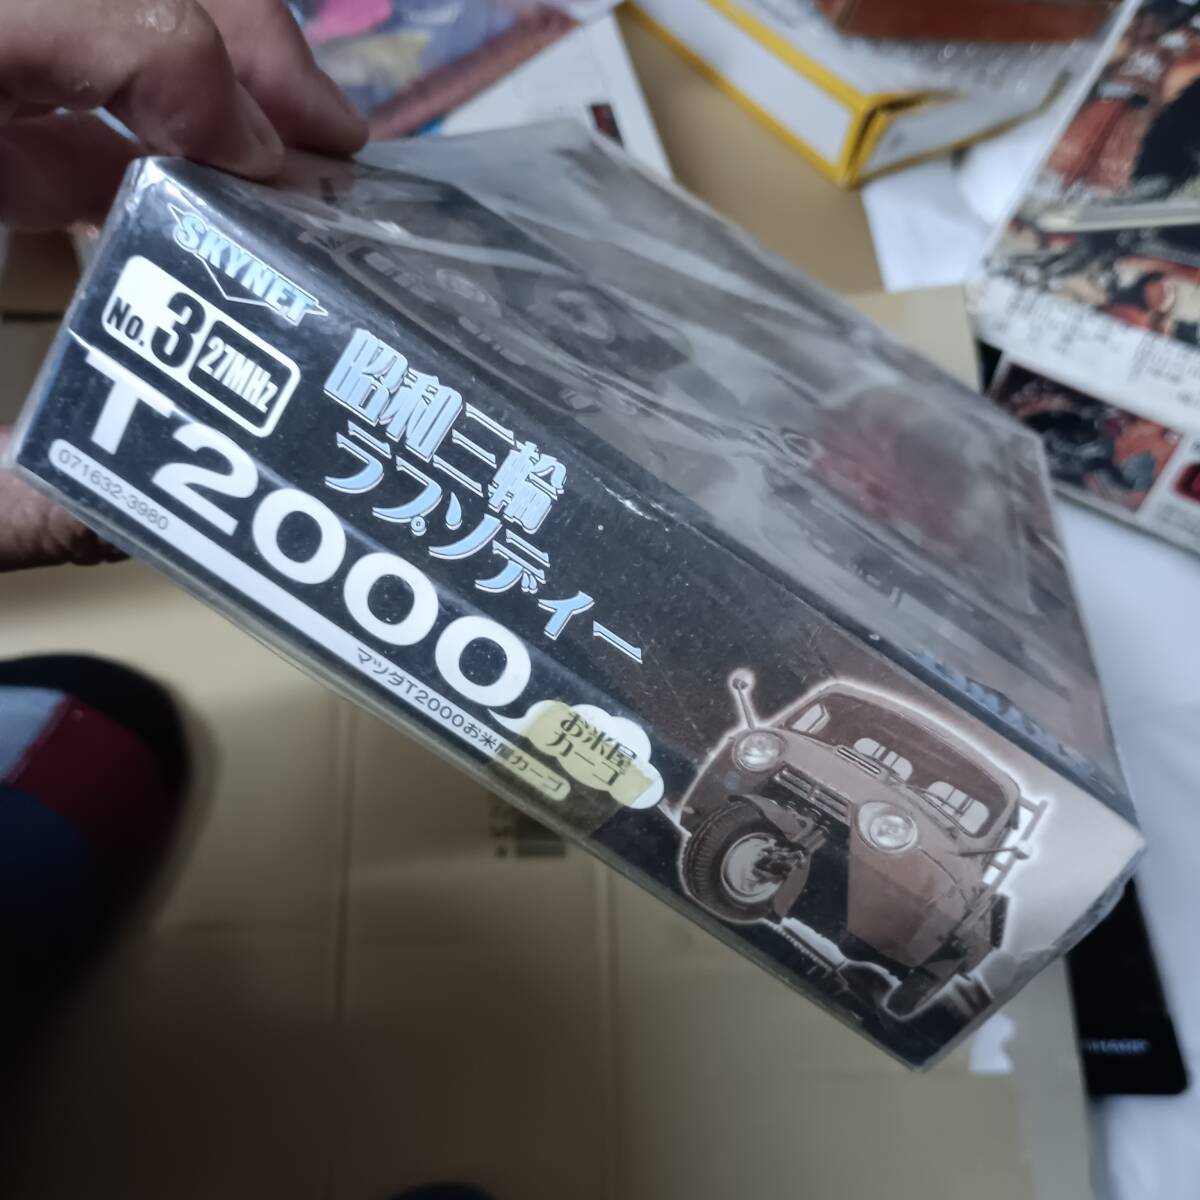 SKYNET
No.3 27MHz
昭和三輪
ラプソディー
T2000
071632-3980
マツダT2000お米屋カーゴ
お米屋
カーゴ